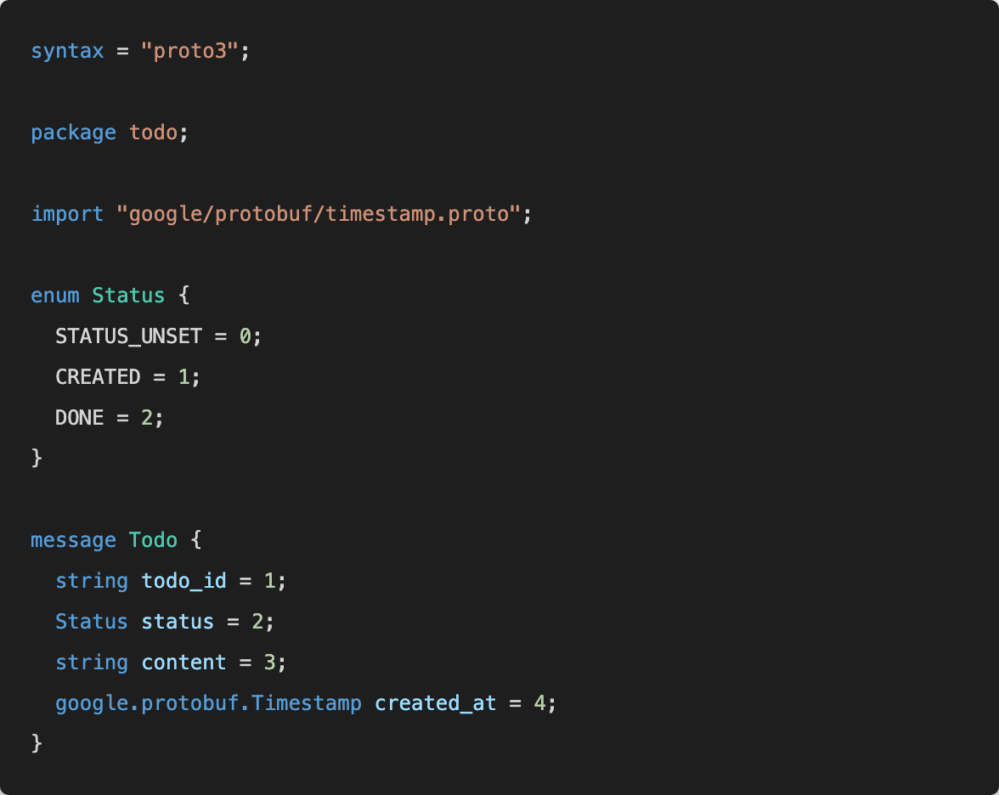 syntax = "proto3";
package todo;
import "google/protobuf/timestamp.proto";
enum Status {
  STATUS_UNSET = 0;
  CREATED = 1;
  DONE = 2;
}
message Todo {
  string todo_id = 1;
  Status status = 2;
  string content = 3;
  google.protobuf.Timestamp created_at = 4;
}